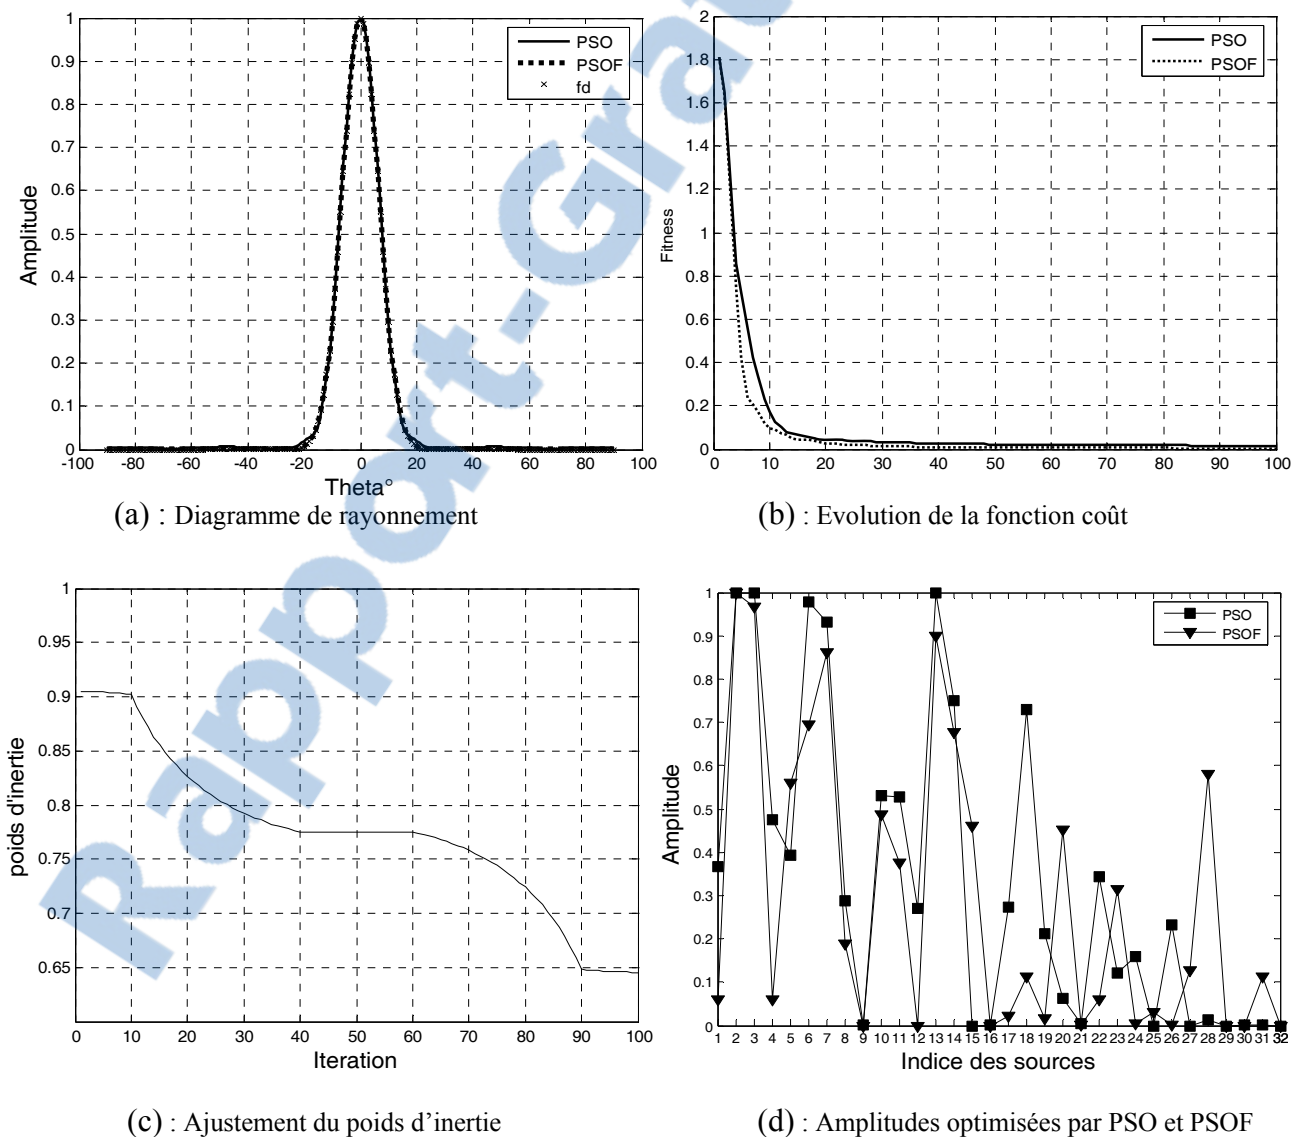 1
0.9
0.8
0.7
0.6
0.5
0.4
0.3
0.2
0.1
0
Amplitude
PSO
PSOF
fd
-100 -80 -60 -40 -20 0 20 40 60 80 100
Theta°
(a) : Diagramme de rayonnement
2
1.8
1.6
1.4
1.2
1
0.8
0.6
0.4
0.2
0
Fitness
PSO
PSOF
0 10 20 30 40 50 60 70 80 90 100
(b) : Evolution de la fonction coût
1
0.95
0.9
0.85
0.8
0.75
0.7
0.65
poids d'inertie
0 10 20 30 40 50 60 70 80 90 100
Iteration
(c) : Ajustement du poids d’inertie
1
0.9
0.8
0.7
0.6
0.5
0.4
0.3
0.2
0.1
0
Amplitude
PSO
PSOF
1 2 3 4 5 6 7 8 9 10 11 12 13 14 15 16 17 18 19 20 21 22 23 24 25 26 27 28 29 30 31 32
Indice des sources
(d) : Amplitudes optimisées par PSO et PSOF
Rapport-Grat